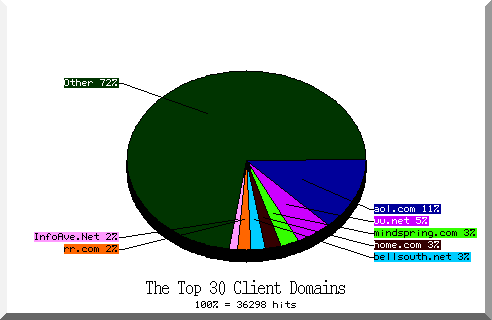 Other 72%
aol.com 11%
uu.net 5%
mindspring.com 3%
InfoAve.Net 2%
home.com 3%
rr.com 2%
bellsouth.net 3%
The Top 30 Client Domains
100% = 36298 hits